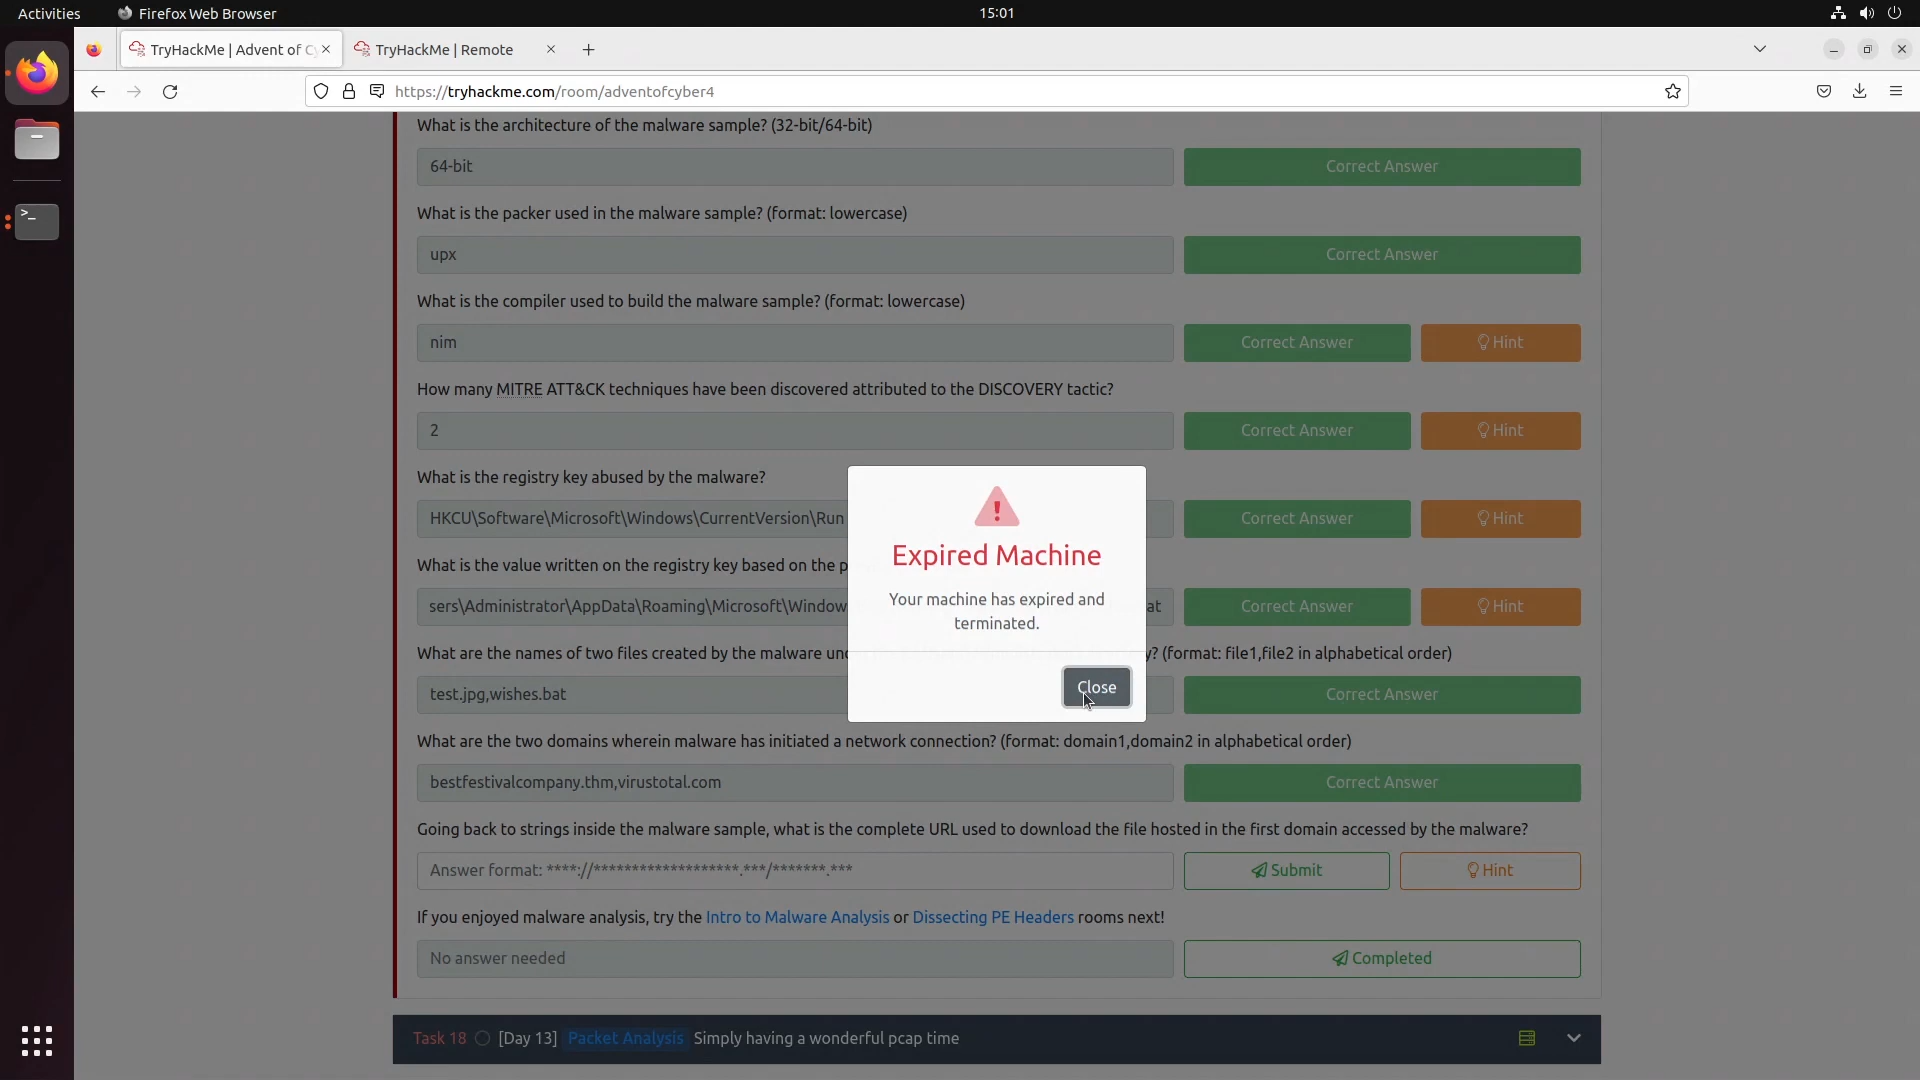 Activities
Firefox Web Browser
15:01
TryHackMe | Advent of Cy
TryHackMe | Remote
https://tryhackme.com/room/adventofcyber4
What is the architecture of the malware sample? (32-bit/64-bit)
64-bit
Correct Answer
What is the packer used in the malware sample? (format: lowercase)
upx
Correct Answer
What is the compiler used to build the malware sample? (format: lowercase)
nim
Correct Answer
Hint
How many MITRE ATT&CK techniques have been discovered attributed to the DISCOVERY tactic?
2
Correct Answer
Hint
What is the registry key abused by the malware?
HKCU\Software\Microsoft\Windows\CurrentVersion\Run
Correct Answer
Hint
What is the value written on the registry key based on the p
sers\Administrator\AppData\Roaming\Microsoft\Window
at
Correct Answer
Hint
What are the names of two files created by the malware un
y? (format: file1,file2 in alphabetical order)
test.jpg,wishes.bat
Correct Answer
What are the two domains wherein malware has initiated a network connection? (format: domain1,domain2 in alphabetical order)
bestfestivalcompany.thm,virustotal.com
Correct Answer
Going back to strings inside the malware sample, what is the complete URL used to download the file hosted in the first domain accessed by the malware?
Answer format: ****://*******************.***/*******.***
Submit
Hint
If you enjoyed malware analysis, try the Intro to Malware Analysis or Dissecting PE Headers rooms next!
No answer needed
Completed
Task 18 [Day 13] Packet Analysis Simply having a wonderful pcap time
Expired Machine
Your machine has expired and
terminated.
Close